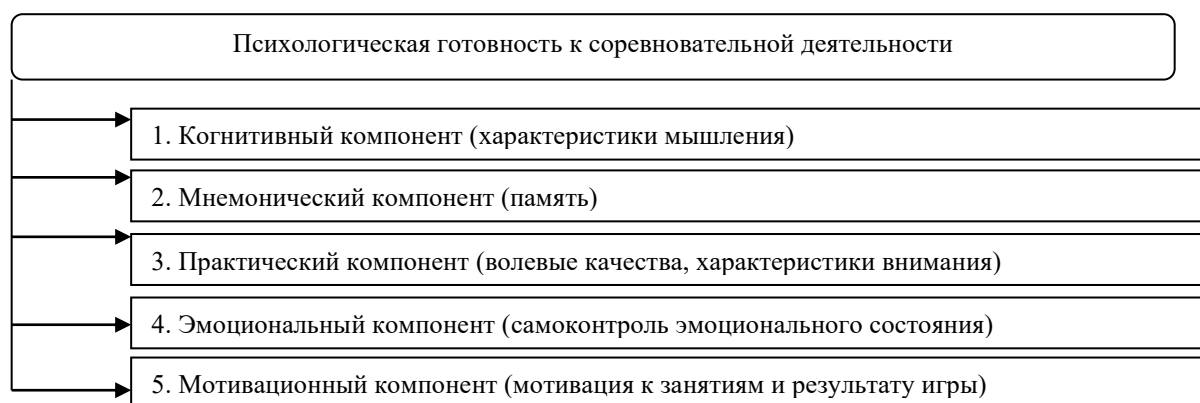 Психологическая готовность к соревновательной деятельности
1. Когнитивный компонент (характеристики мышления)
2. Мнемонический компонент (память)
3. Практический компонент (волевые качества, характеристики внимания)
4. Эмоциональный компонент (самоконтроль эмоционального состояния)
5. Мотивационный компонент (мотивация к занятиям и результату игры)